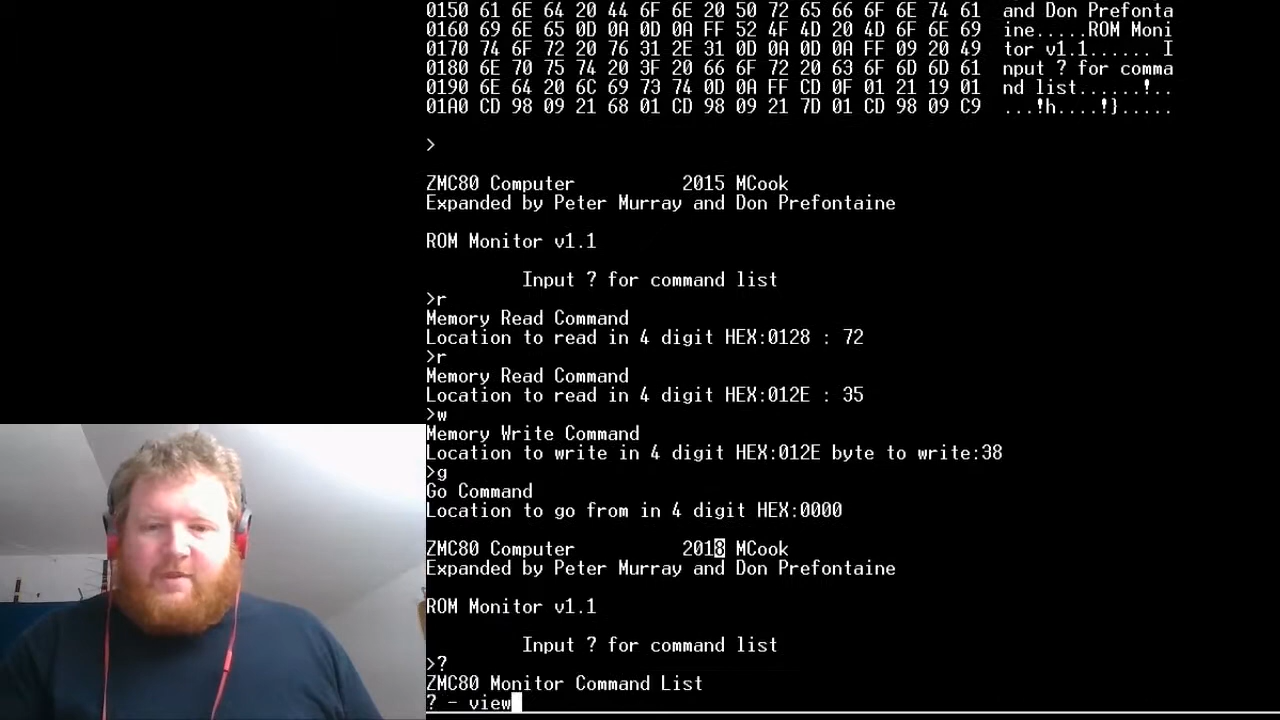 0150 61 6E 64 20 44 6F 6E 20 50 72 65 66 6F 6E 74 61  and Don Prefonta
0160 69 6E 65 0D 0A 0D 0A FF 52 4F 4D 20 4D 6F 6E 69  ine.....ROM Moni
0170 74 6F 72 20 76 31 2E 31 0D 0A 0D 0A FF 09 20 49  tor v1.1...... I
0180 6E 70 75 74 20 3F 20 66 6F 72 20 63 6F 6D 6D 61  nput ? for comma
0190 6E 64 20 6C 69 73 74 0D 0A FF CD 0F 01 21 19 01  nd list......!..
01A0 CD 98 09 21 68 01 CD 98 09 21 7D 01 CD 98 09 C9  ...!h....!}.....
>
ZMC80 Computer          2015 MCook
Expanded by Peter Murray and Don Prefontaine
ROM Monitor v1.1
Input ? for command list
>r
Memory Read Command
Location to read in 4 digit HEX:0128 : 72
>r
Memory Read Command
Location to read in 4 digit HEX:012E : 35
>w
Memory Write Command
Location to write in 4 digit HEX:012E byte to write:38
>g
Go Command
Location to go from in 4 digit HEX:0000
ZMC80 Computer          2018 MCook
Expanded by Peter Murray and Don Prefontaine
ROM Monitor v1.1
Input ? for command list
>?
ZMC80 Monitor Command List
? - view